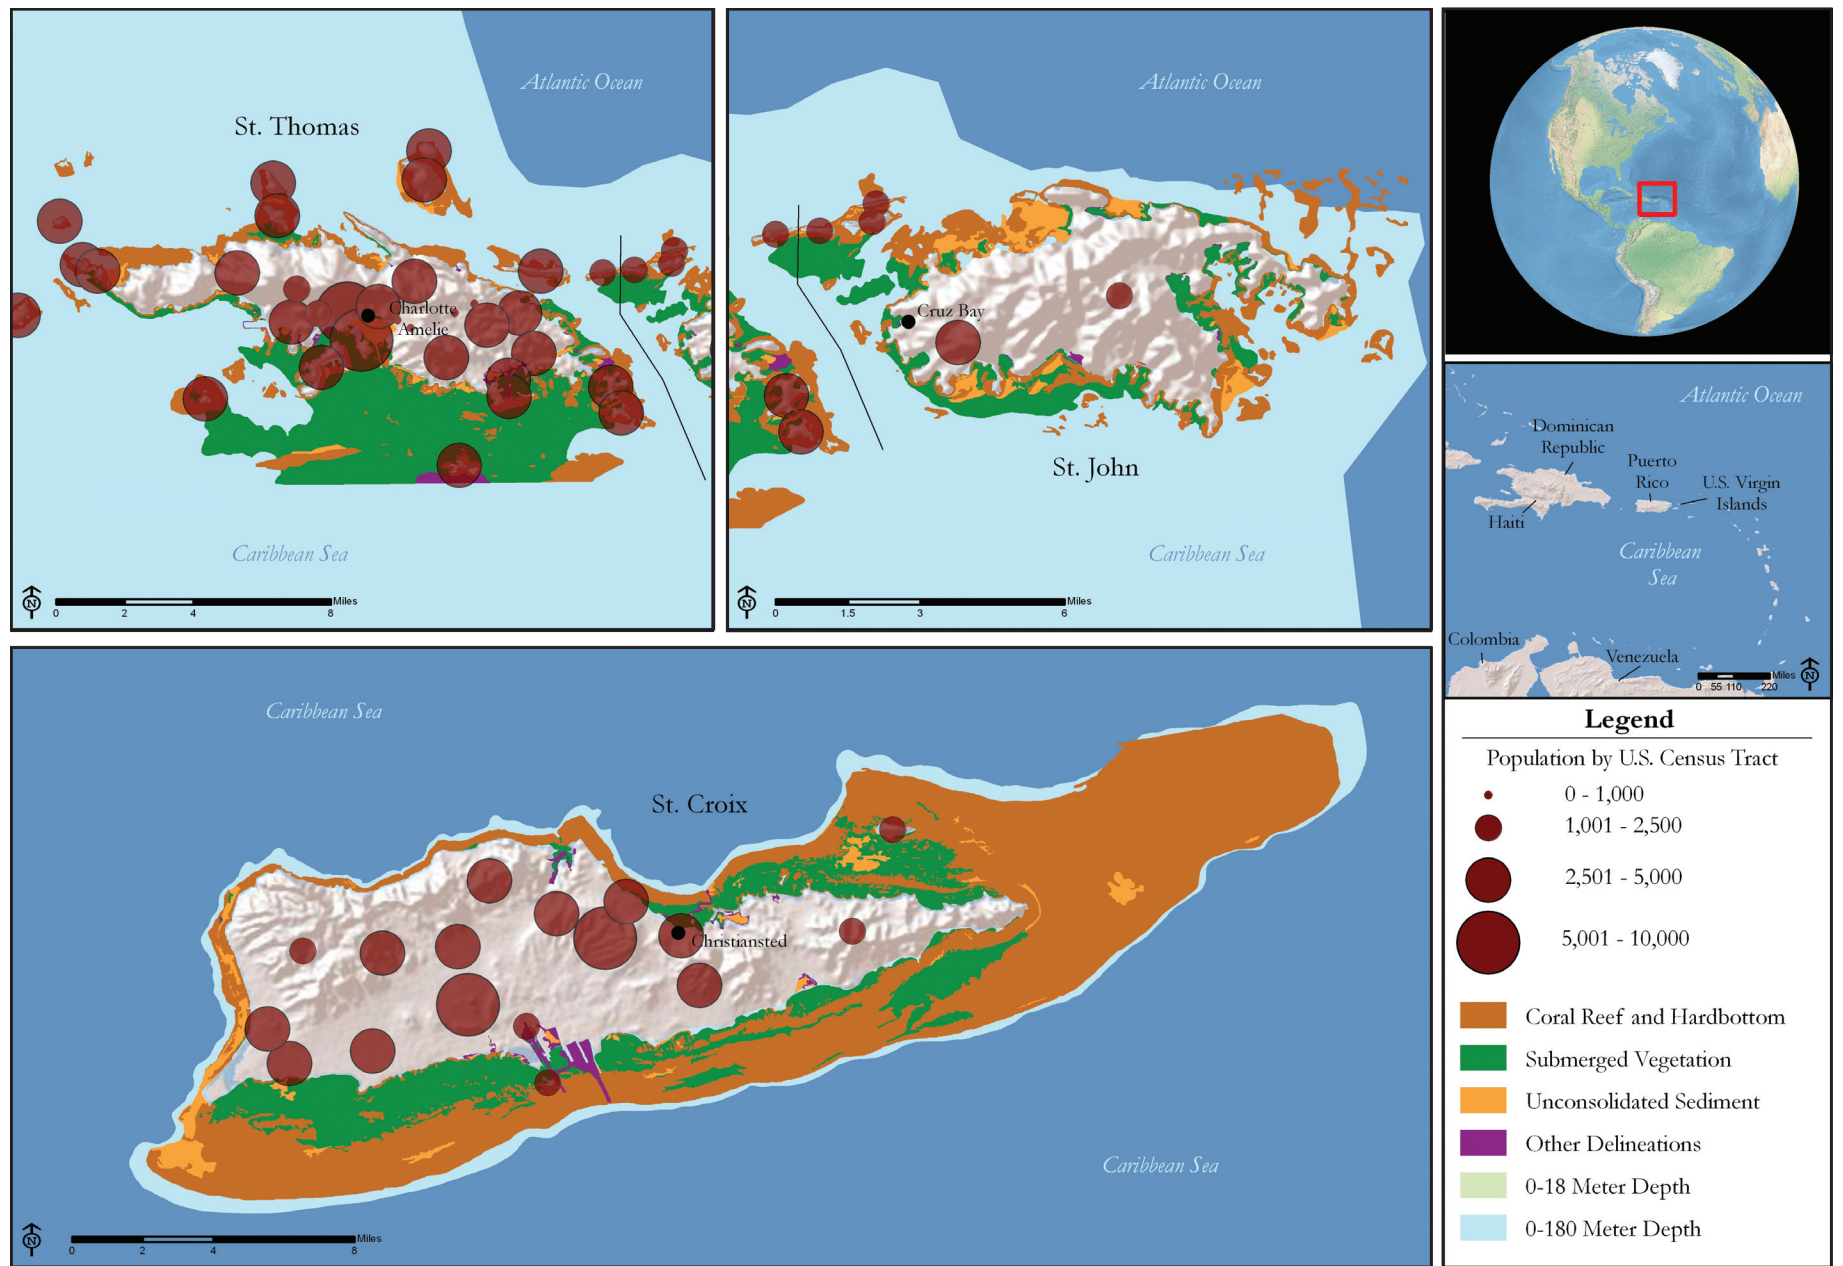 Atlantic Ocean
St. Thomas
Charlotte
Amelie
Caribbean Sea
N
0 2 4 8 Miles
Atlantic Ocean
Cruz Bay
St. John
Caribbean Sea
N
0 1.5 3 6 Miles
Caribbean Sea
St. Croix
Christiansted
Caribbean Sea
N
0 2 4 8 Miles
Atlantic Ocean
Dominican
Republic
Puerto
Rico
U.S. Virgin
Islands
Haiti
Caribbean
Sea
Colombia
Venezuela
0 55 110 220 Miles
N
Legend
Population by U.S. Census Tract
0 - 1,000
1,001 - 2,500
2,501 - 5,000
5,001 - 10,000
Coral Reef and Hardbottom
Submerged Vegetation
Unconsolidated Sediment
Other Delineations
0-18 Meter Depth
0-180 Meter Depth